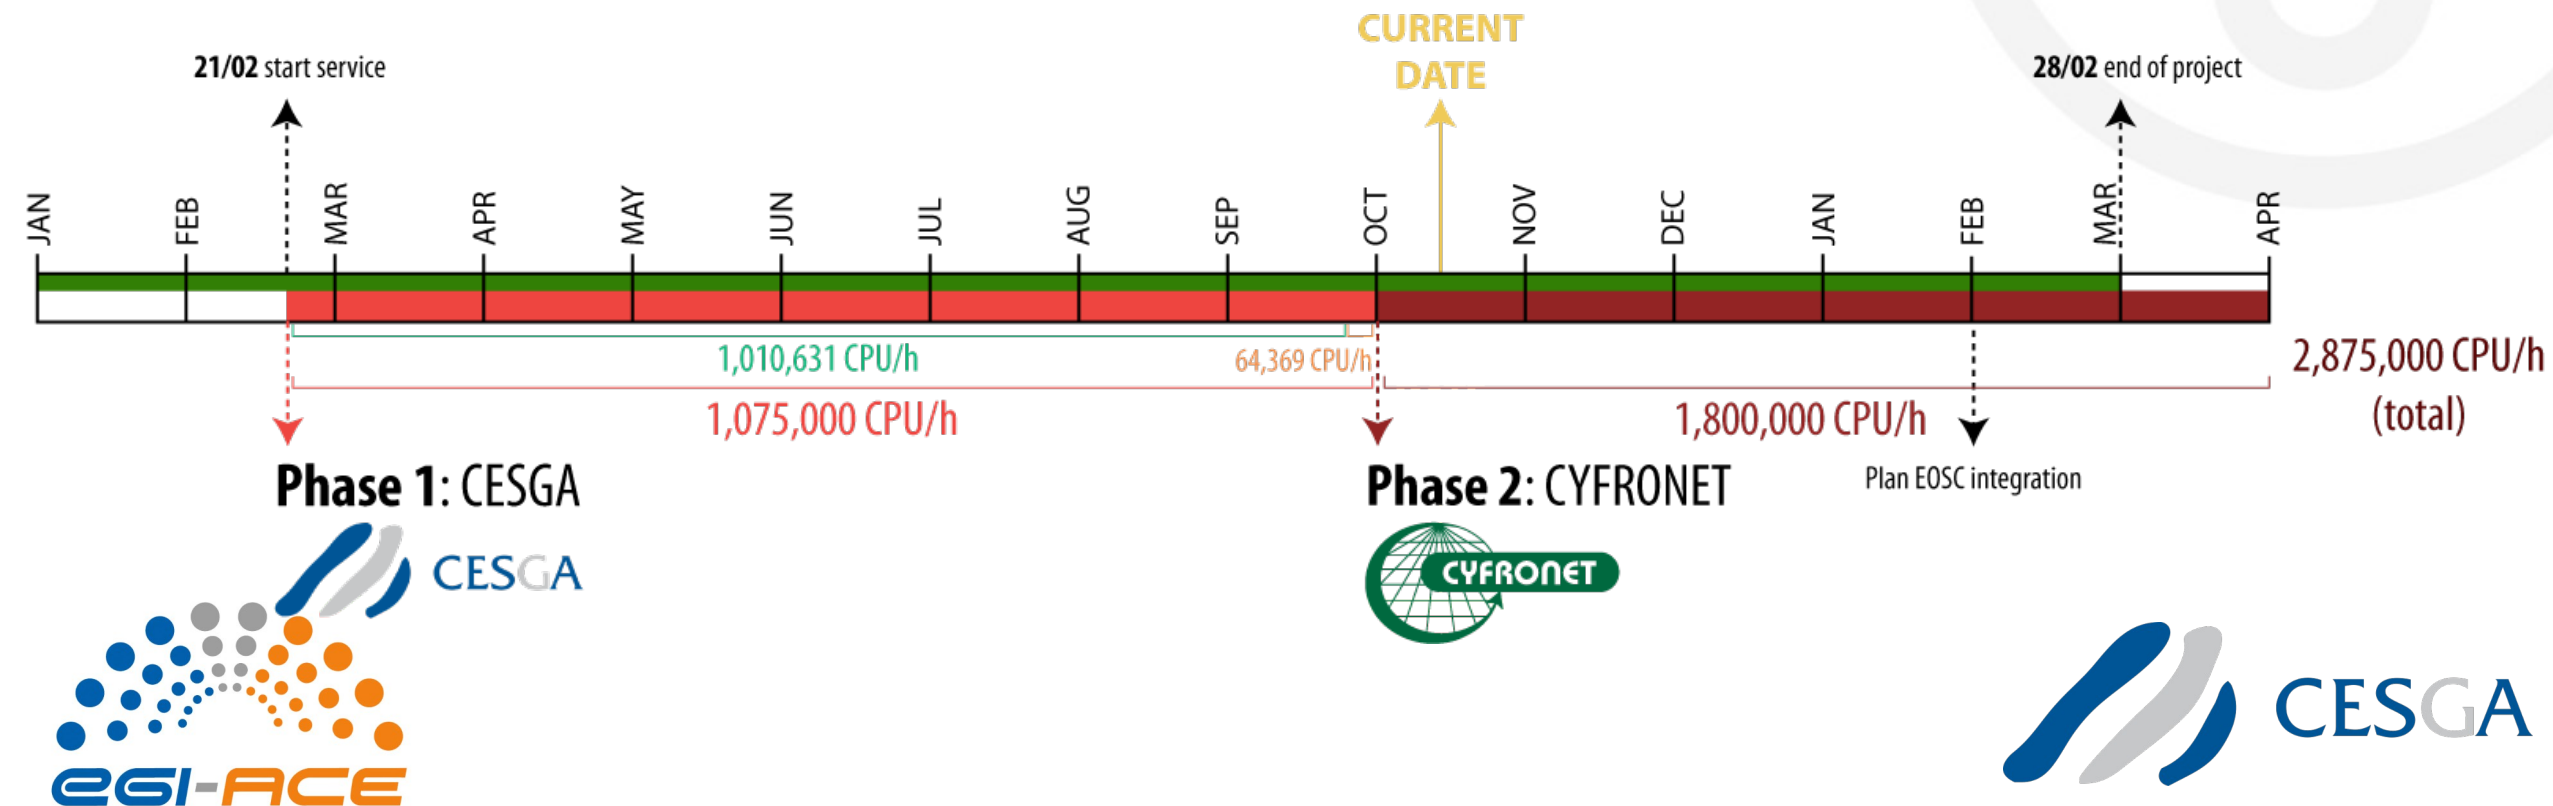 CURRENT
DATE
21/02 start service
28/02 end of project
JAN
FEB
MAR
APR
MAY
JUN
JUL
AUG
SEP
OCT
NOV
DEC
JAN
FEB
MAR
APR
1,010,631 CPU/h
64,369 CPU/h
2,875,000 CPU/h
(total)
1,075,000 CPU/h
1,800,000 CPU/h
Phase 1: CESGA
Phase 2: CYFRONET
Plan EOSC integration
CESGA
CYFRONET
eGI-ACE
CESGA